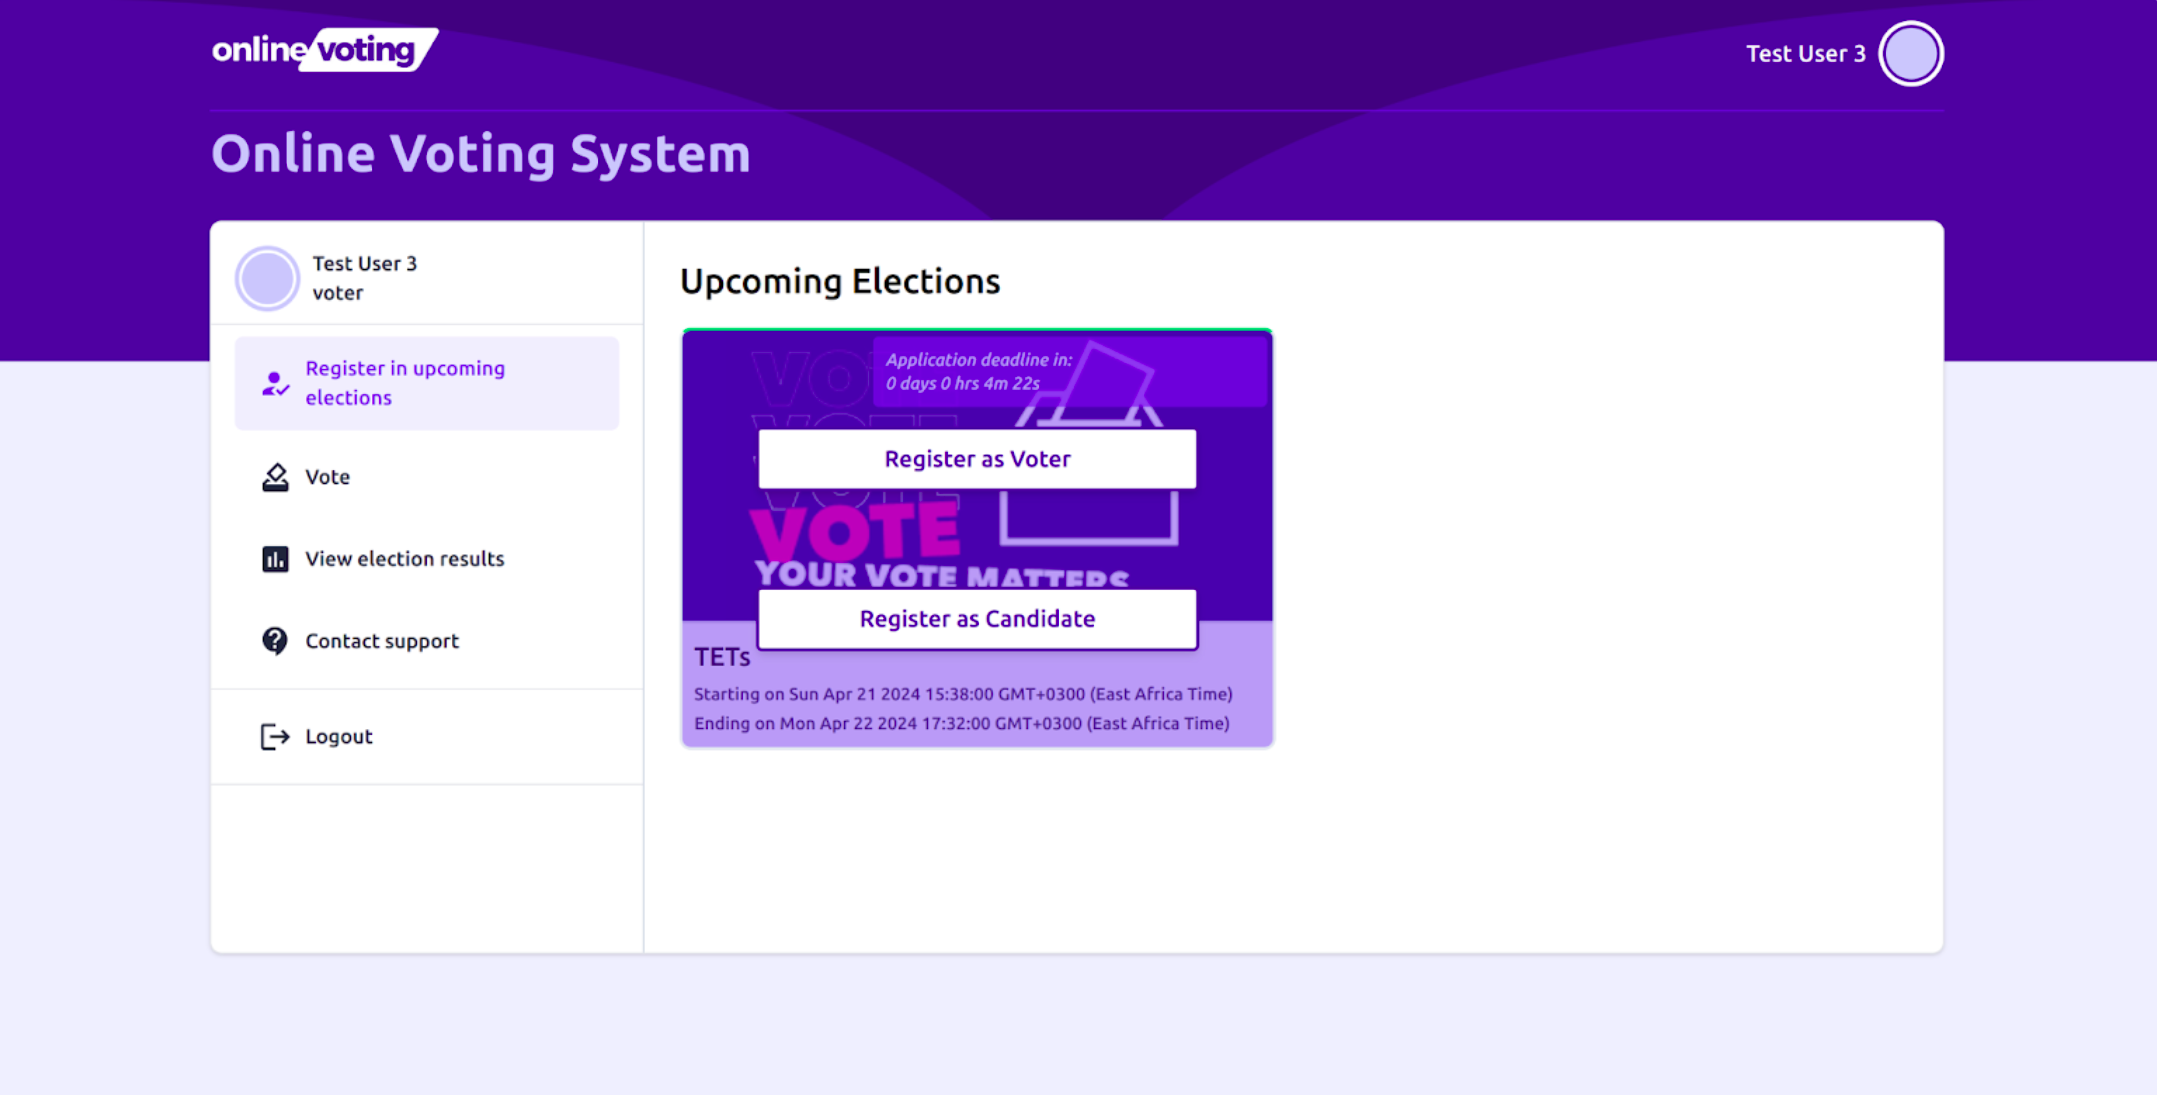 onlinevoting
Test User 3
Online Voting System
Test User 3
voter
Register in upcoming
elections
Vote
View election results
Contact support
Logout
Upcoming Elections
Application deadline in:
0 days 0 hrs 4m 22s
VOTE
Register as Voter
VOTE
VOTE
YOUR VOTE MATTERS
Register as Candidate
TETs
Starting on Sun Apr 21 2024 15:38:00 GMT+0300 (East Africa Time)
Ending on Mon Apr 22 2024 17:32:00 GMT+0300 (East Africa Time)